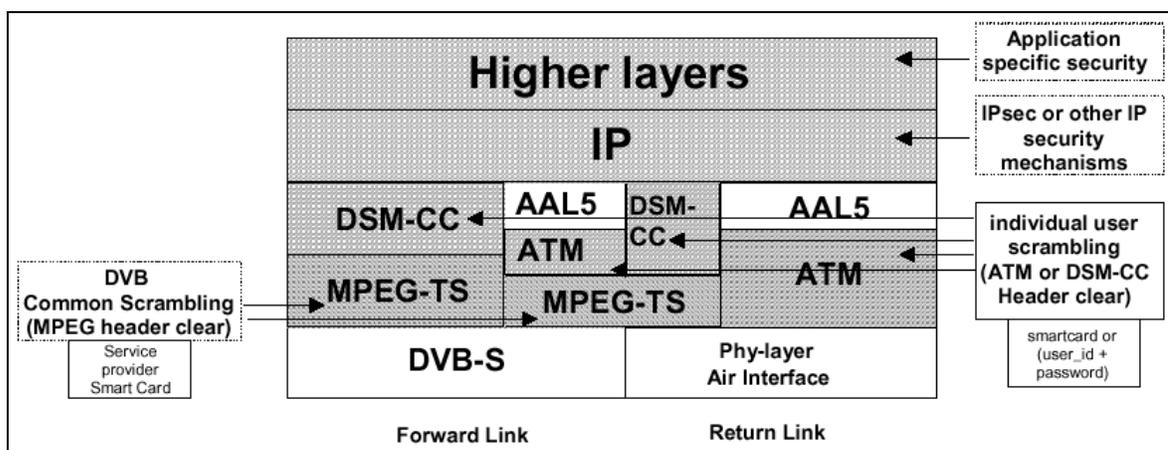 Higher layers
Application
specific security
IP
IPsec or other IP
security
mechanisms
DSM-CC
AAL5
DSM-
CC
AAL5
ATM
ATM
individual user
scrambling
(ATM or DSM-CC
Header clear)
DVB
Common Scrambling
(MPEG header clear)
MPEG-TS
MPEG-TS
Service
provider
Smart Card
DVB-S
Phy-layer
Air Interface
smartcard or
(user_id +
password)
Forward Link
Return Link